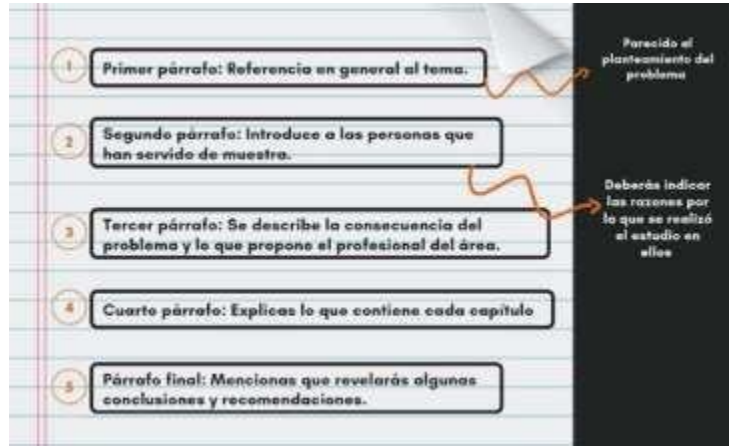 1
Primer párrafo: Referencia en general al tema.
Parecido al
planteamiento del
problema
2
Segundo párrafo: Introduce a las personas que
han servido de muestra.
Deberás indicar
las razones por
la que se realizó
el estudio en
ellos
3
Tercer párrafo: Se describe la consecuencia del
problema y lo que propone el profesional del área.
4
Cuarto párrafo: Explicas lo que contiene cada capítulo
5
Párrafo final: Mencionas que revelarás algunas
conclusiones y recomendaciones.